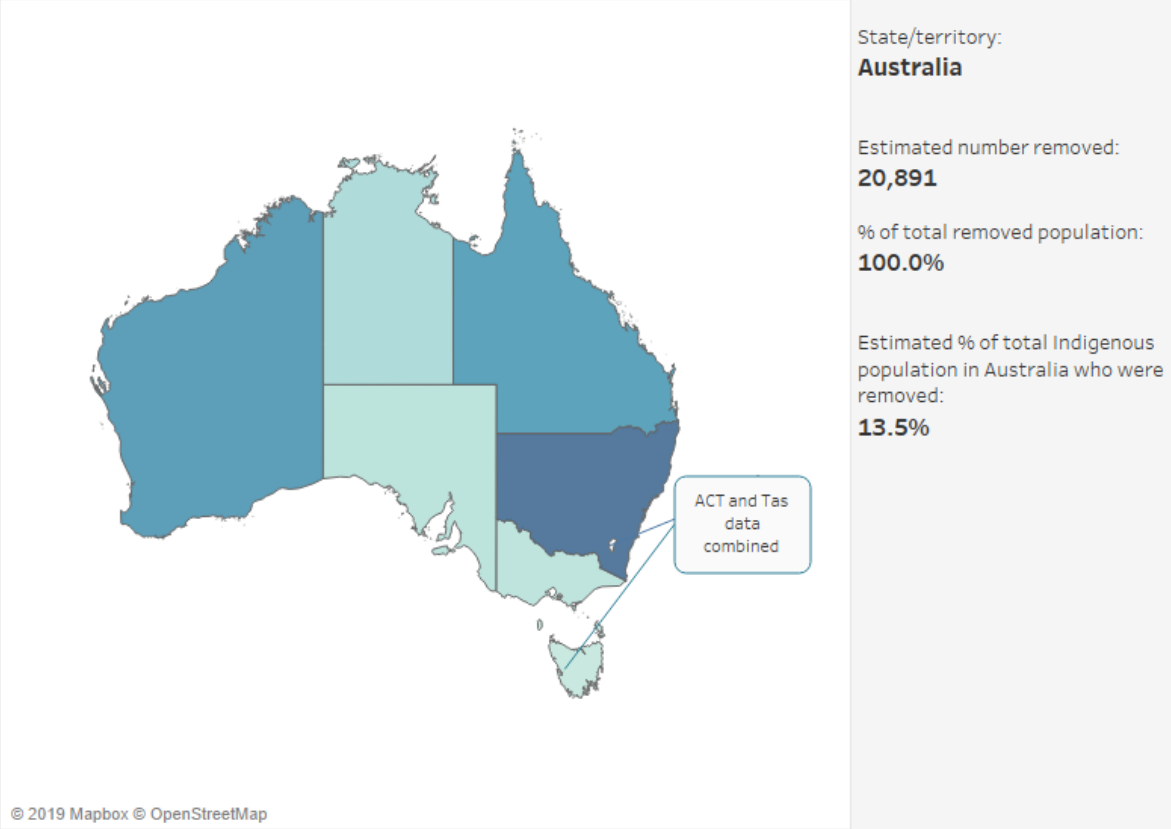 State/territory:
Australia
Estimated number removed:
20,891
% of total removed population:
100.0%
Estimated % of total Indigenous
population in Australia who were
removed:
13.5%
ACT and Tas
data
combined
© 2019 Mapbox © OpenStreetMap